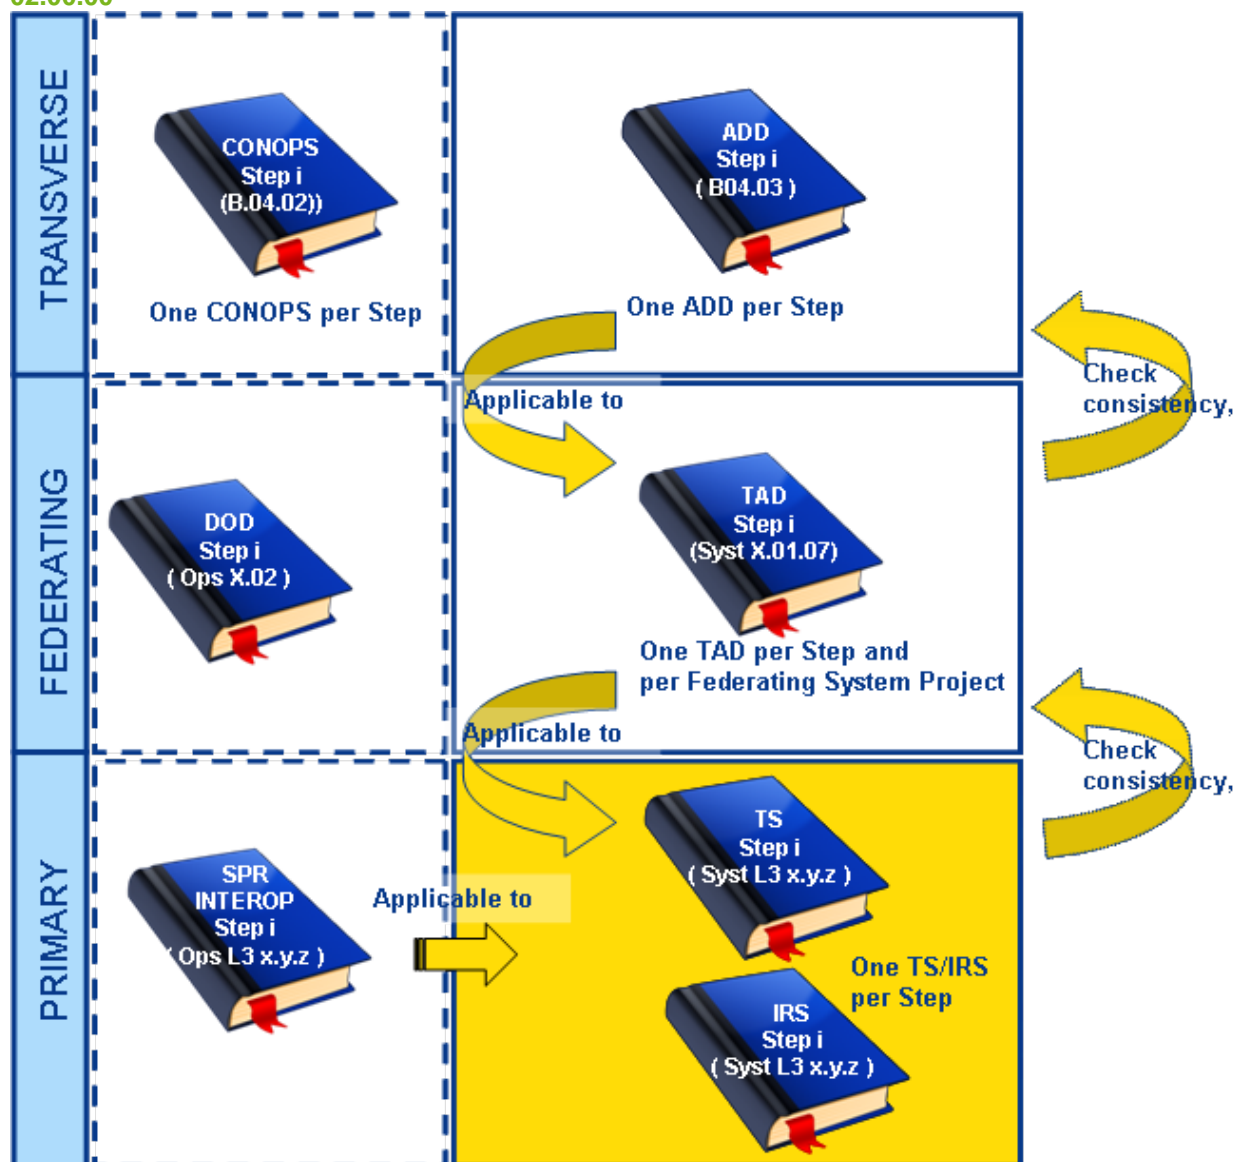 TRANSVERSE
CONOPS
Step i
(B.04.02))
One CONOPS per Step
ADD
Step i
( B04.03 )
One ADD per Step
Applicable to
Check
consistency,
FEDERATING
DOD
Step i
( Ops X.02 )
TAD
Step i
(Syst X.01.07)
One TAD per Step and
per Federating System Project
Applicable to
Check
consistency,
PRIMARY
SPR
INTEROP
Step i
( Ops L3 x.y.z )
Applicable to
TS
Step i
( Syst L3 x.y.z )
One TS/IRS
per Step
IRS
Step i
( Syst L3 x.y.z )